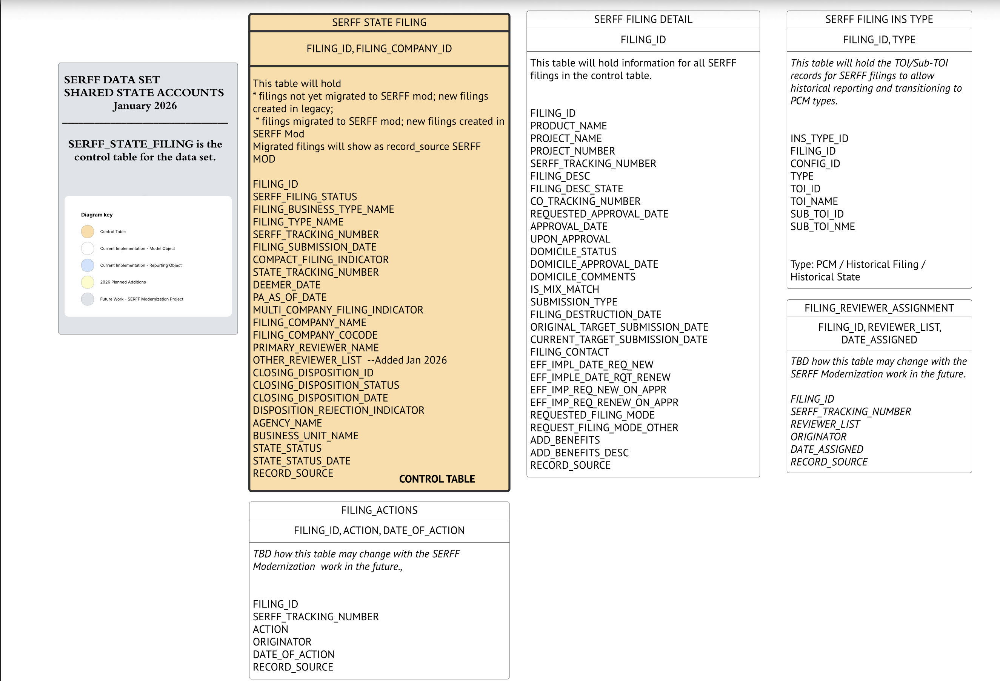 SERFF DATA SET
SHARED STATE ACCOUNTS
January 2026
SERFF_STATE_FILING is the
control table for the data set.
Diagram key
Control Table
Current Implementation - Model Object
Current Implementation - Reporting Object
2026 Planned Additions
Future Work - SERFF Modernization Project
SERFF STATE FILING
FILING_ID, FILING_COMPANY_ID
This table will hold
* filings not yet migrated to SERFF mod; new filings
created in legacy;
* filings migrated to SERFF mod; new filings created in
SERFF Mod
Migrated filings will show as record_source SERFF
MOD
FILING_ID
SERFF_FILING_STATUS
FILING_BUSINESS_TYPE_NAME
FILING_TYPE_NAME
SERFF_TRACKING_NUMBER
FILING_SUBMISSION_DATE
COMPACT_FILING_INDICATOR
STATE_TRACKING_NUMBER
DEEMER_DATE
PA_AS_OF_DATE
MULTI_COMPANY_FILING_INDICATOR
FILING_COMPANY_NAME
FILING_COMPANY_COCODE
PRIMARY_REVIEWER_NAME
OTHER_REVIEWER_LIST --Added Jan 2026
CLOSING_DISPOSITION_ID
CLOSING_DISPOSITION_STATUS
CLOSING_DISPOSITION_DATE
DISPOSITION_REJECTION_INDICATOR
AGENCY_NAME
BUSINESS_UNIT_NAME
STATE_STATUS
STATE_STATUS_DATE
RECORD_SOURCE
CONTROL TABLE
FILING_ACTIONS
FILING_ID, ACTION, DATE_OF_ACTION
TBD how this table may change with the SERFF
Modernization work in the future.,
FILING_ID
SERFF_TRACKING_NUMBER
ACTION
ORIGINATOR
DATE_OF_ACTION
RECORD_SOURCE
SERFF FILING DETAIL
FILING_ID
This table will hold information for all SERFF
filings in the control table.
FILING_ID
PRODUCT_NAME
PROJECT_NAME
PROJECT_NUMBER
SERFF_TRACKING_NUMBER
FILING_DESC
FILING_DESC_STATE
CO_TRACKING_NUMBER
REQUESTED_APPROVAL_DATE
APPROVAL_DATE
UPON_APPROVAL
DOMICILE_STATUS
DOMICILE_APPROVAL_DATE
DOMICILE_COMMENTS
IS_MIX_MATCH
SUBMISSION_TYPE
FILING_DESTRUCTION_DATE
ORIGINAL_TARGET_SUBMISSION_DATE
CURRENT_TARGET_SUBMISSION_DATE
FILING_CONTACT
EFF_IMPL_DATE_REQ_NEW
EFF_IMPLE_DATE_RQT_RENEW
EFF_IMP_REQ_NEW_ON_APPR
EFF_IMP_REQ_RENEW_ON_APPR
REQUESTED_FILING_MODE
REQUEST_FILING_MODE_OTHER
ADD_BENEFITS
ADD_BENEFITS_DESC
RECORD_SOURCE
SERFF FILING INS TYPE
FILING_ID, TYPE
This table will hold the TOI/Sub-TOI
records for SERFF filings to allow
historical reporting and transitioning to
PCM types.
INS_TYPE_ID
FILING_ID
CONFIG_ID
TYPE
TOI_ID
TOI_NAME
SUB_TOI_ID
SUB_TOI_NME
Type: PCM / Historical Filing /
Historical State
FILING_REVIEWER_ASSIGNMENT
FILING_ID, REVIEWER_LIST,
DATE_ASSIGNED
TBD how this table may change with the
SERFF Modernization work in the future.
FILING_ID
SERFF_TRACKING_NUMBER
REVIEWER_LIST
ORIGINATOR
DATE_ASSIGNED
RECORD_SOURCE